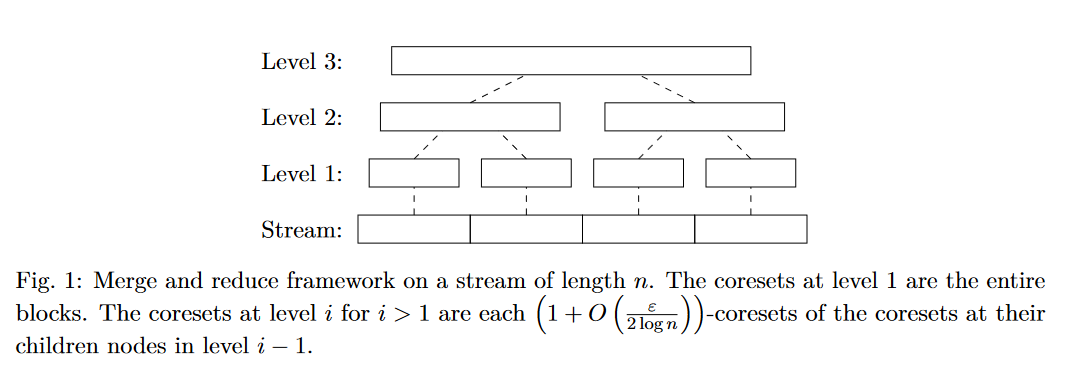 Level 3:
Level 2:
Level 1:
Stream:
Fig. 1: Merge and reduce framework on a stream of length n. The coresets at level 1 are the entire
blocks. The coresets at level i for i > 1 are each (1 + O (ε / 2 log n))-coresets of the coresets at their
children nodes in level i − 1.